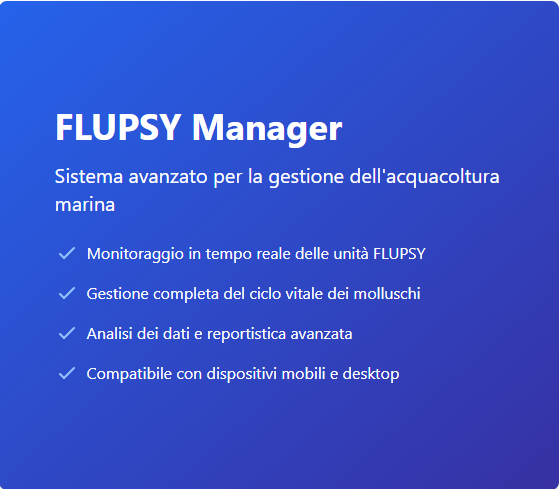 FLUPSY Manager
Sistema avanzato per la gestione dell'acquacoltura
marina
Monitoraggio in tempo reale delle unità FLUPSY
Gestione completa del ciclo vitale dei molluschi
Analisi dei dati e reportistica avanzata
Compatibile con dispositivi mobili e desktop